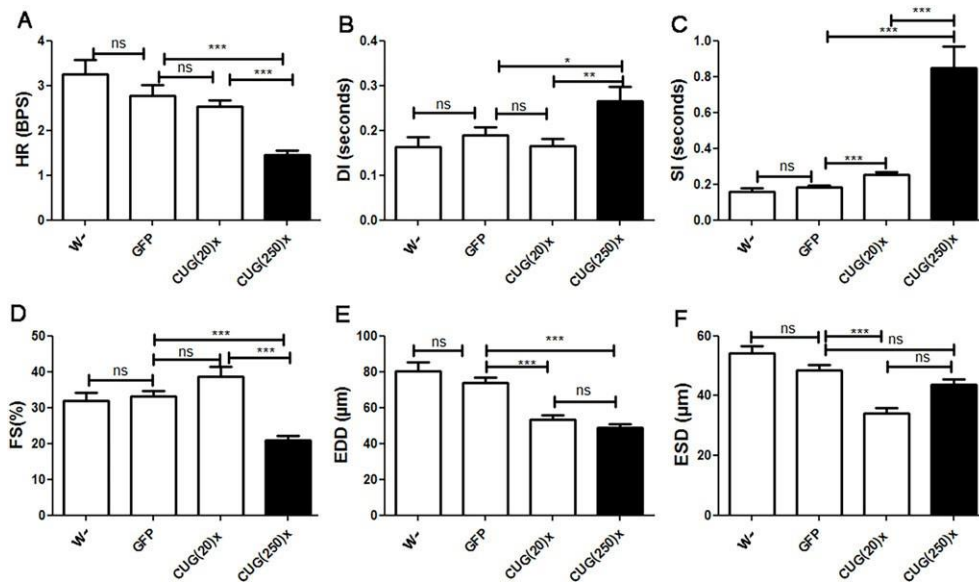 A
HR (BPS)
4
3
2
1
0
ns
***
ns
***
W-
GFP
CUG(20)x
CUG(250)x
B
DI (seconds)
0.4
0.3
0.2
0.1
0.0
ns
*
ns
**
W-
GFP
CUG(20)x
CUG(250)x
C
SI (seconds)
1.0
0.8
0.6
0.4
0.2
0.0
***
***
ns
***
W-
GFP
CUG(20)x
CUG(250)x
D
FS(%)
50
40
30
20
10
0
***
ns
***
ns
W-
GFP
CUG(20)x
CUG(250)x
E
EDD (µm)
100
80
60
40
20
0
ns
***
***
ns
W-
GFP
CUG(20)x
CUG(250)x
F
ESD (µm)
60
40
20
0
ns
***
ns
ns
W-
GFP
CUG(20)x
CUG(250)x